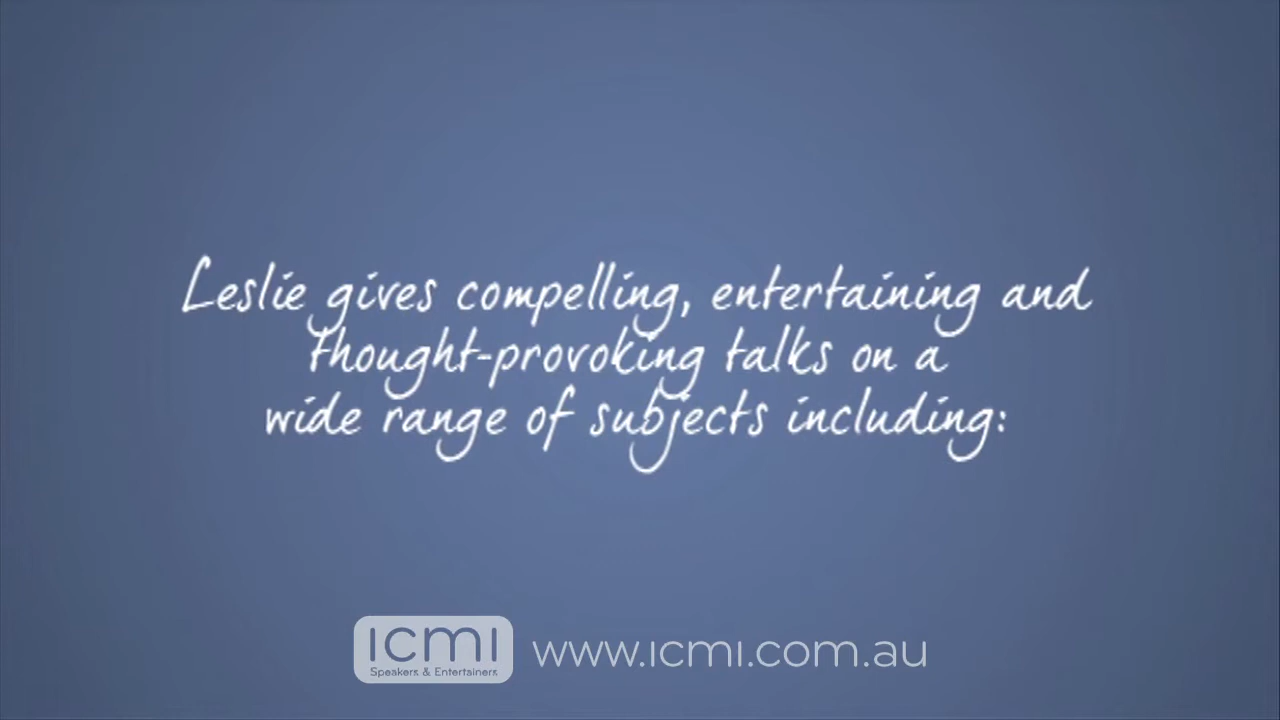 Leslie gives compelling, entertaining and
thought-provoking talks on a
wide range of subjects including:
ICMI
Speakers & Entertainers
www.icmi.com.au